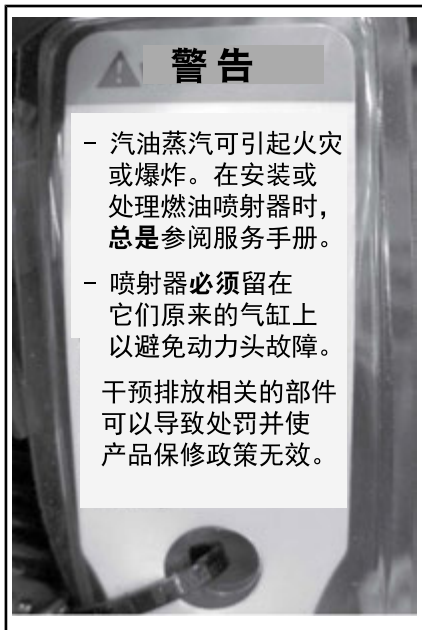 警告
- 汽油蒸汽可引起火灾
或爆炸。在安装或
处理燃油喷射器时，
总是参阅服务手册。
- 喷射器必须留在
它们原来的气缸上
以避免动力头故障。
干预排放相关的部件
可以导致处罚并使
产品保修政策无效。